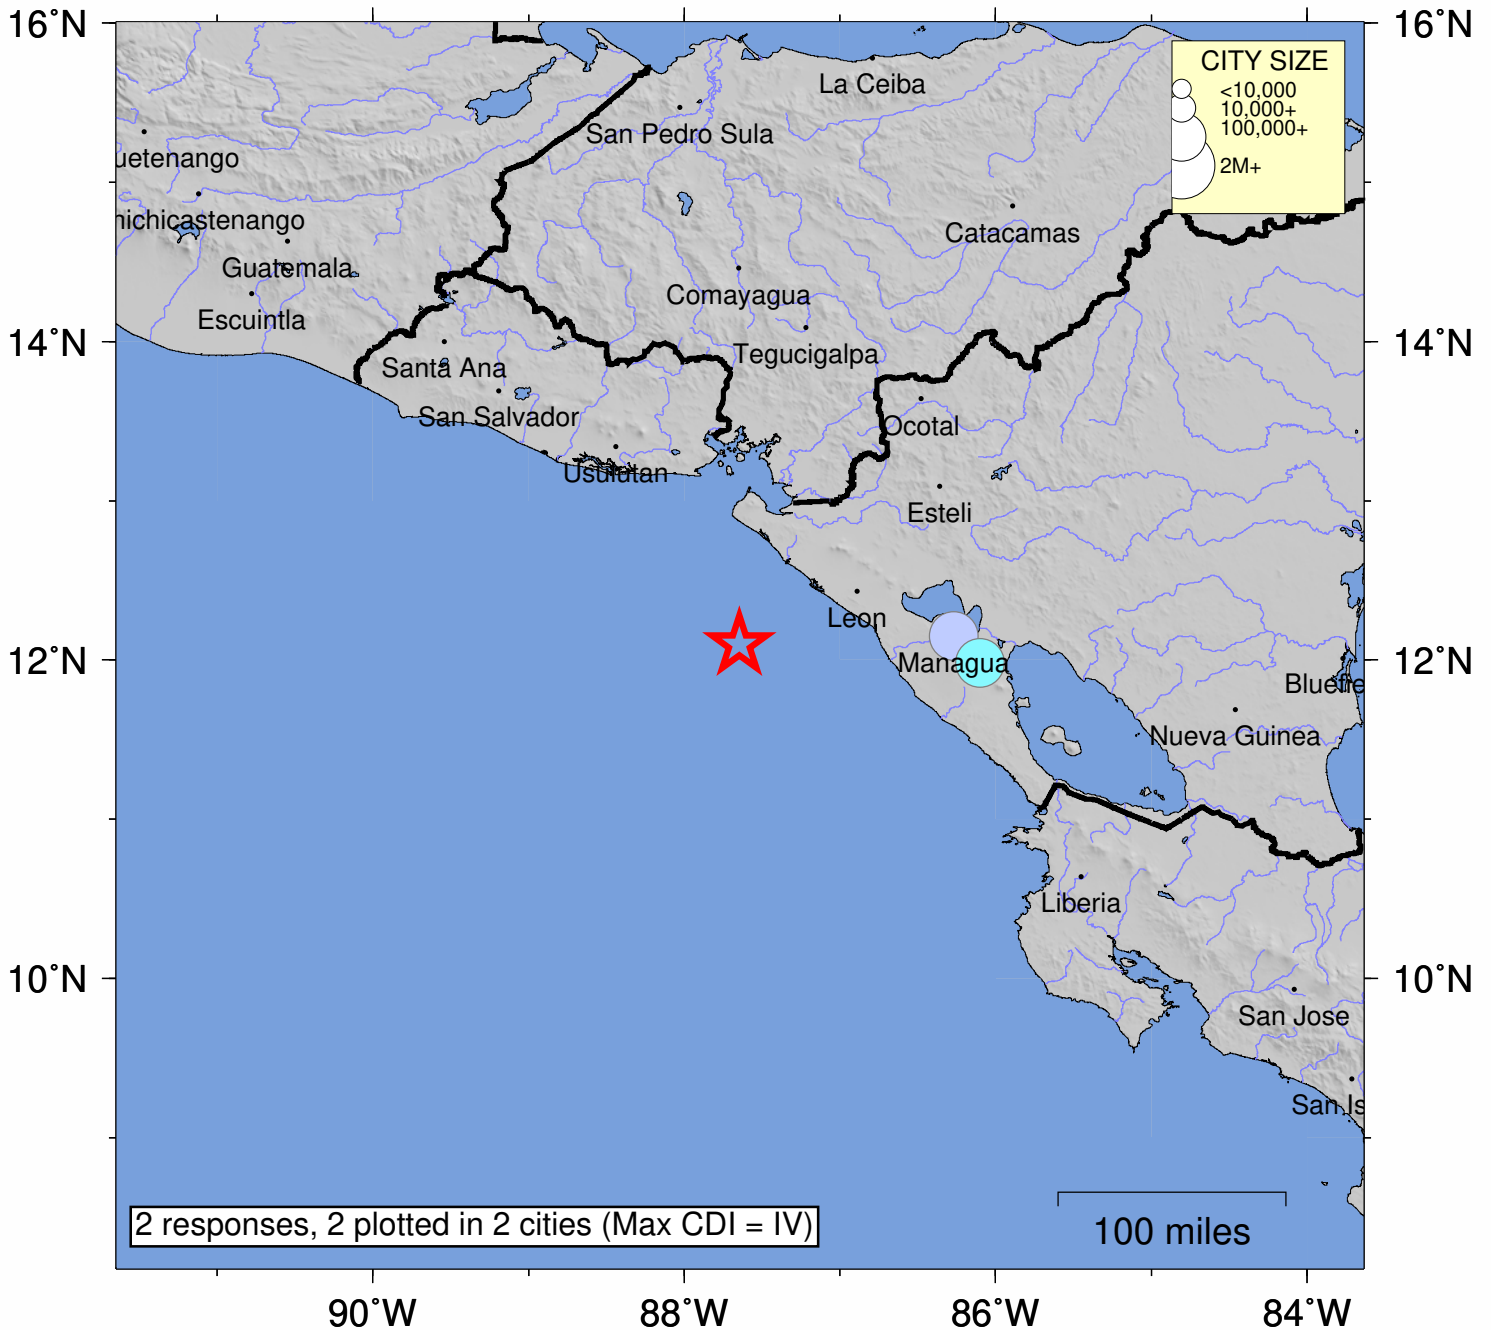 16°N
16°N
CITY SIZE
<10,000
10,000+
100,000+
2M+
La Ceiba
San Pedro Sula
uetenango
nichicastenango
Catacamas
Guatemala
Comayagua
Escuintla
14°N
14°N
Tegucigalpa
Santa Ana
San Salvador
Ocotal
Usulutan
Esteli
Leon
12°N
12°N
Managua
Bluefie
Nueva Guinea
Liberia
10°N
10°N
San Jose
San Is
2 responses, 2 plotted in 2 cities (Max CDI = IV)
100 miles
90°W
88°W
86°W
84°W